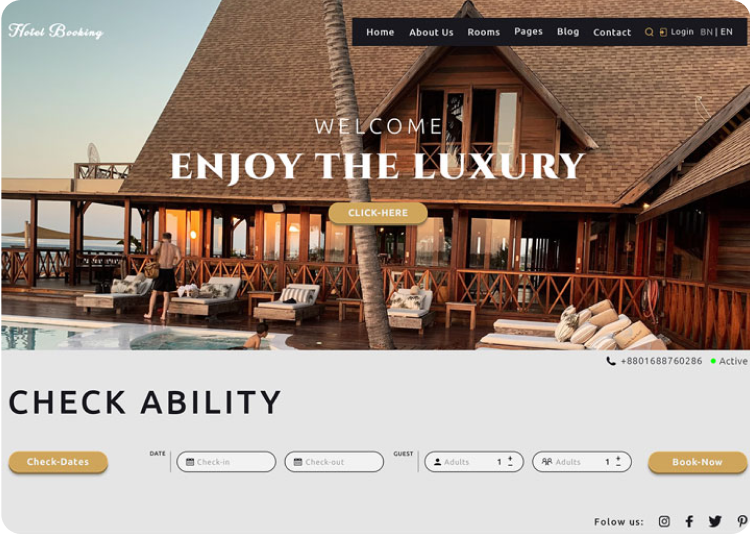 Hotel Booking
Home About Us Rooms Pages Blog Contact Login BN | EN
WELCOME
ENJOY THE LUXURY
CLICK-HERE
+8801688760286 Active
CHECK ABILITY
Check-Dates
DATE
Check-in
Check-out
GUEST
Adults 1 + -
Adults 1 + -
Book-Now
Folow us: